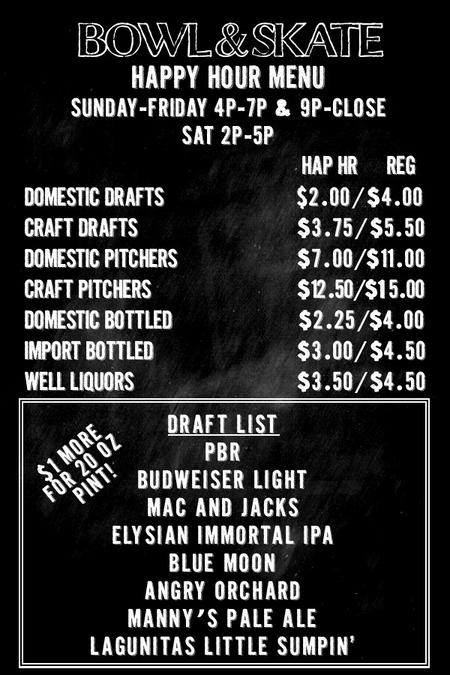 BOWL & SKATE
HAPPY HOUR MENU
SUNDAY-FRIDAY 4P-7P & 9P-CLOSE
SAT 2P-5P
HAP HR REG
DOMESTIC DRAFTS $2.00/$4.00
CRAFT DRAFTS $3.75/$5.50
DOMESTIC PITCHERS $7.00/$11.00
CRAFT PITCHERS $12.50/$15.00
DOMESTIC BOTTLED $2.25/$4.00
IMPORT BOTTLED $3.00/$4.50
WELL LIQUORS $3.50/$4.50
$1 MORE
FOR 20 OZ
PINT!
DRAFT LIST
PBR
BUDWEISER LIGHT
MAC AND JACKS
ELYSIAN IMMORTAL IPA
BLUE MOON
ANGRY ORCHARD
MANNY'S PALE ALE
LAGUNITAS LITTLE SUMPIN'